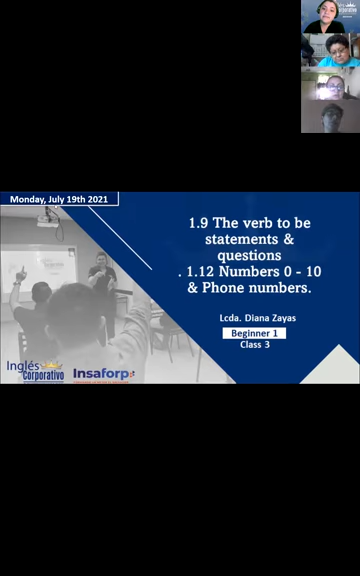 Monday, July 19th 2021
1.9 The verb to be
statements &
questions
. 1.12 Numbers 0 - 10
& Phone numbers.
Lcda. Diana Zayas
Beginner 1
Class 3
Inglés
Corporativo
Insaforp